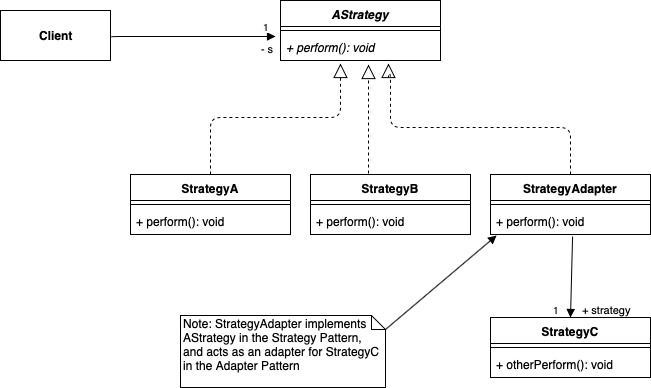 AStrategy
Client
1
- s
+ perform(): void
StrategyA
StrategyB
StrategyAdapter
+ perform(): void
+ perform(): void
+ perform(): void
Note: StrategyAdapter implements
AStrategy in the Strategy Pattern,
and acts as an adapter for StrategyC
in the Adapter Pattern
1
+ strategy
StrategyC
+ otherPerform(): void